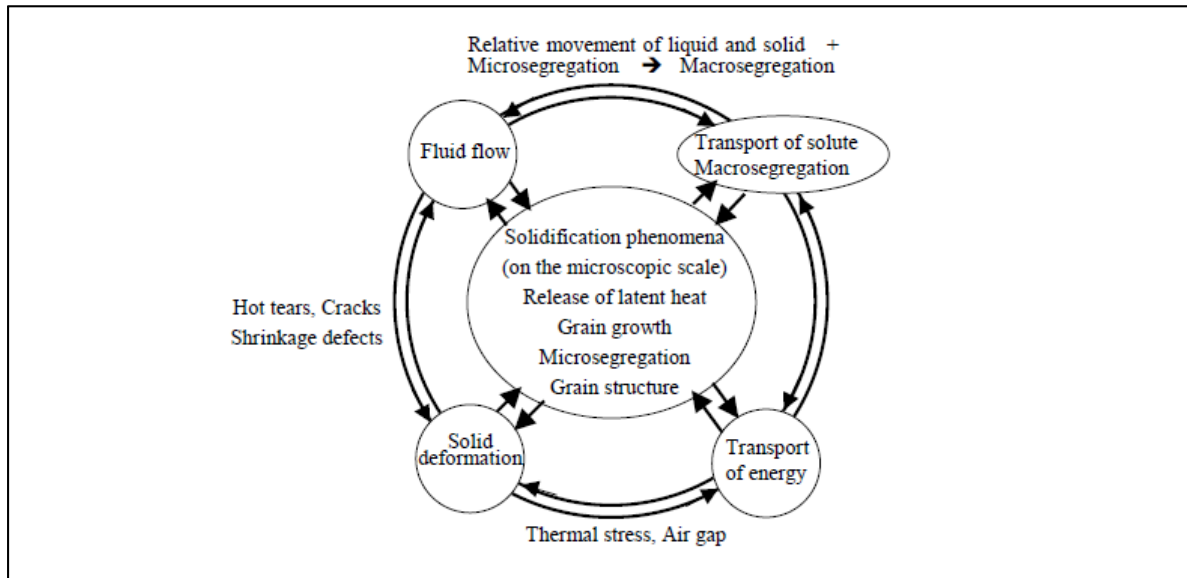 Relative movement of liquid and solid +
Microsegregation ➔ Macrosegregation
Fluid flow
Transport of solute
Macrosegregation
Solidification phenomena
(on the microscopic scale)
Release of latent heat
Grain growth
Microsegregation
Grain structure
Hot tears, Cracks
Shrinkage defects
Solid
deformation
Transport
of energy
Thermal stress, Air gap